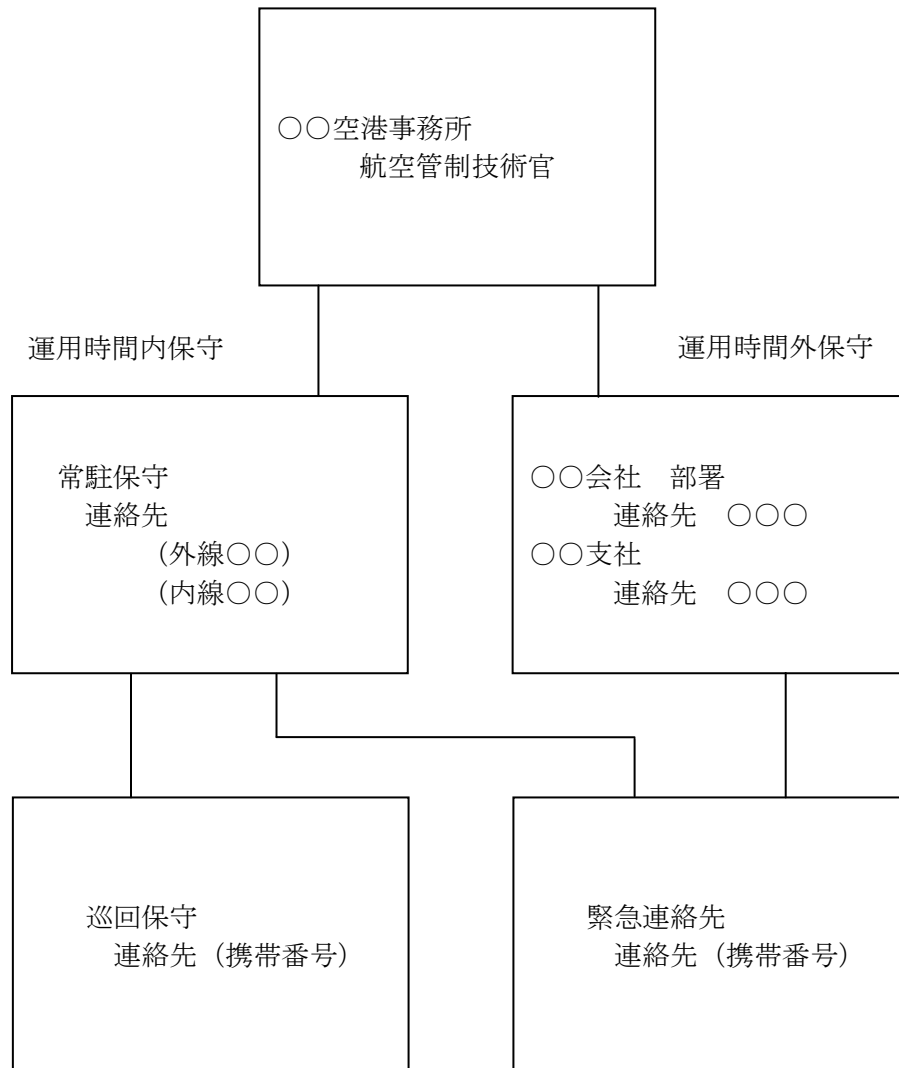 ○○空港事務所
航空管制技術官
運用時間内保守
運用時間外保守
常駐保守
連絡先
(外線○○)
(内線○○)
○○会社　部署
連絡先　○○○
○○支社
連絡先　○○○
巡回保守
連絡先（携帯番号）
緊急連絡先
連絡先（携帯番号）